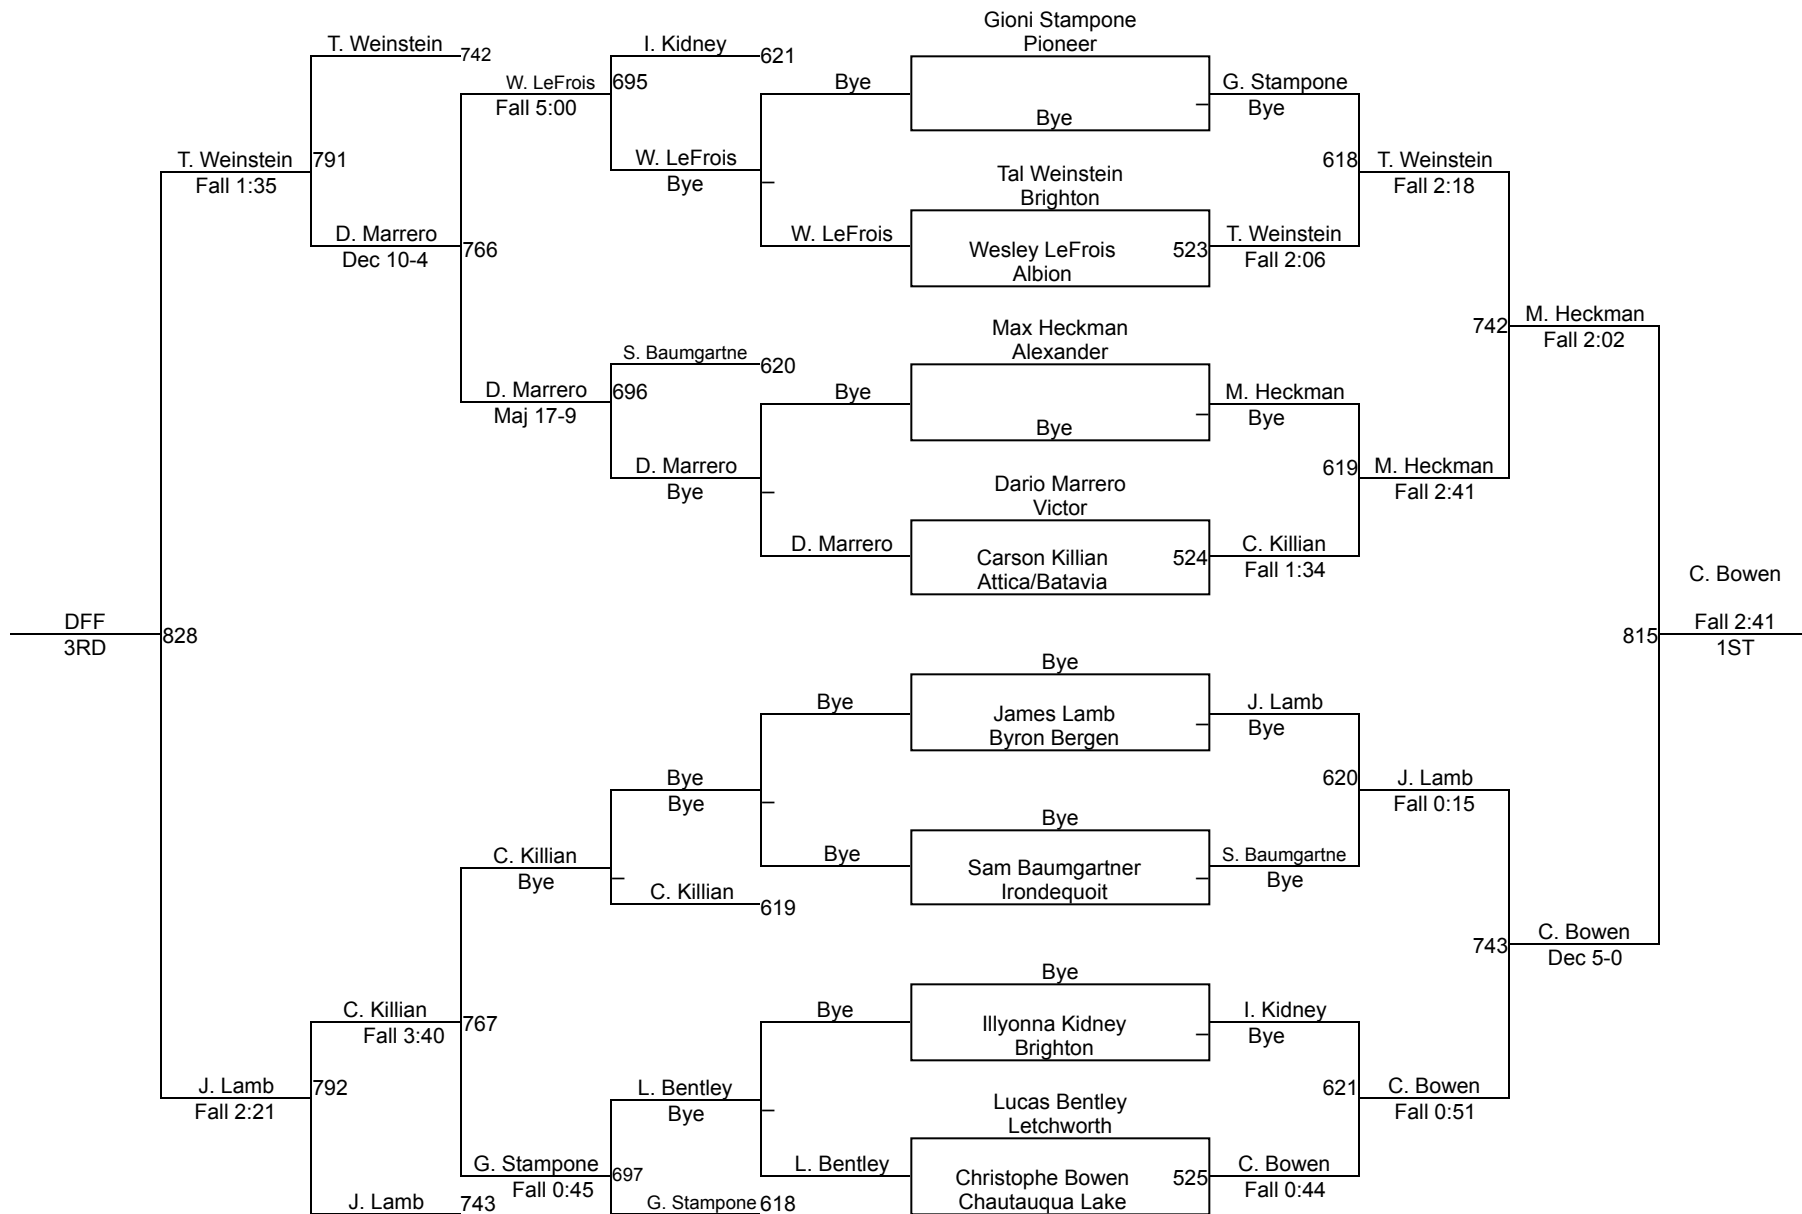 Gioni Stampone
Pioneer
T. Weinstein
742
I. Kidney
621
W. LeFrois
695
Fall 5:00
Bye
G. Stampone
Bye
Bye
T. Weinstein
791
Fall 1:35
W. LeFrois
Bye
618
T. Weinstein
Fall 2:18
Tal Weinstein
Brighton
D. Marrero
766
Dec 10-4
W. LeFrois
Wesley LeFrois
523
Albion
T. Weinstein
Fall 2:06
Max Heckman
Alexander
742
M. Heckman
Fall 2:02
S. Baumgartne
620
D. Marrero
696
Maj 17-9
Bye
M. Heckman
Bye
Bye
D. Marrero
Bye
619
M. Heckman
Fall 2:41
Dario Marrero
Victor
D. Marrero
Carson Killian
524
Attica/Batavia
C. Killian
Fall 1:34
C. Bowen
DFF
828
3RD
815
Fall 2:41
1ST
Bye
Bye
James Lamb
Byron Bergen
J. Lamb
Bye
Bye
Bye
620
J. Lamb
Fall 0:15
Bye
C. Killian
Bye
Bye
Sam Baumgartner
Irondequoit
S. Baumgartne
Bye
C. Killian
619
743
C. Bowen
Dec 5-0
Bye
C. Killian
767
Fall 3:40
Bye
Illyonna Kidney
Brighton
I. Kidney
Bye
J. Lamb
792
Fall 2:21
L. Bentley
Bye
621
C. Bowen
Fall 0:51
Lucas Bentley
Letchworth
G. Stampone
697
Fall 0:45
L. Bentley
Christophe Bowen
525
Chautauqua Lake
C. Bowen
Fall 0:44
J. Lamb
743
G. Stampone
618